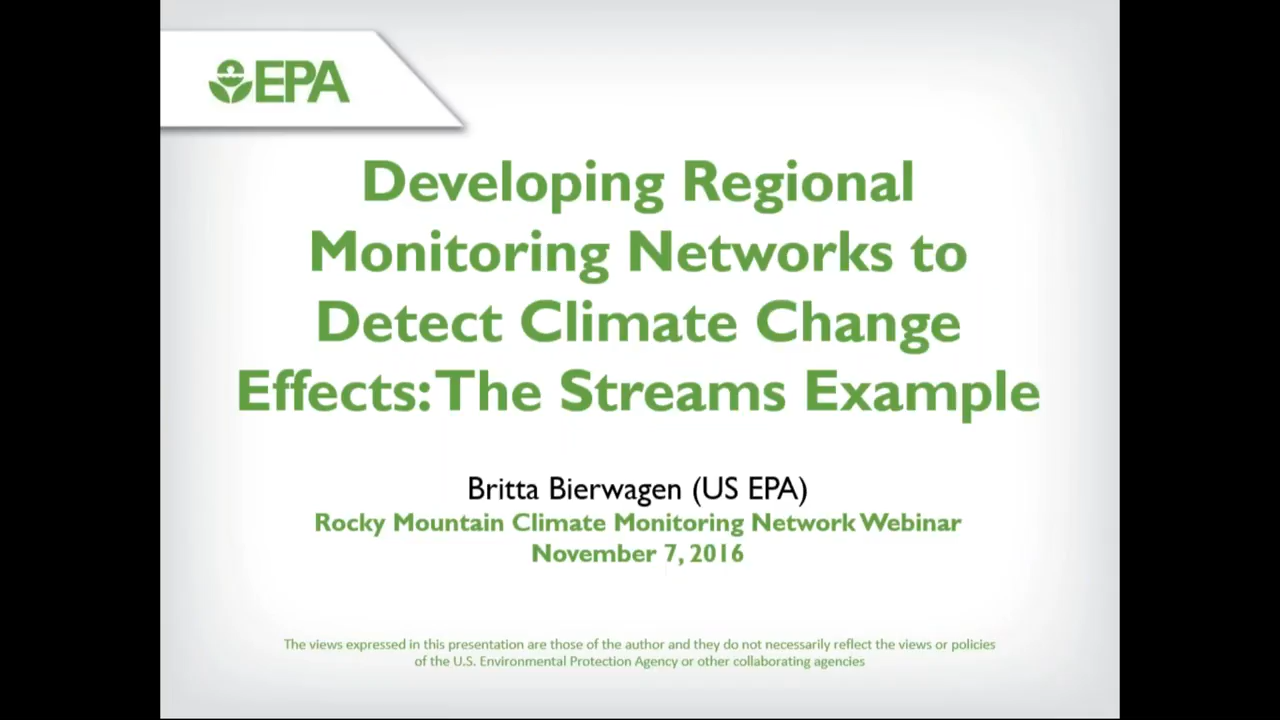 EPA
Developing Regional
Monitoring Networks to
Detect Climate Change
Effects: The Streams Example
Britta Bierwagen (US EPA)
Rocky Mountain Climate Monitoring Network Webinar
November 7, 2016
The views expressed in this presentation are those of the author and they do not necessarily reflect the views or policies
of the U.S. Environmental Protection Agency or other collaborating agencies